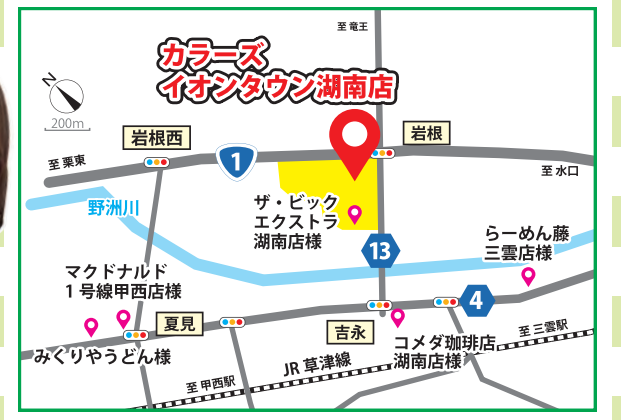 至 竜王
カラーズ
イオンタウン湖南店
N
200m
岩根西
岩根
至 栗東
1
至 水口
野洲川
ザ・ビック
エクストラ
湖南店様
13
らーめん藤
三雲店様
マクドナルド
1号線甲西店様
4
夏見
吉永
みくりやうどん様
コメダ珈琲店
湖南店様
至 三雲駅
JR 草津線
至 甲西駅